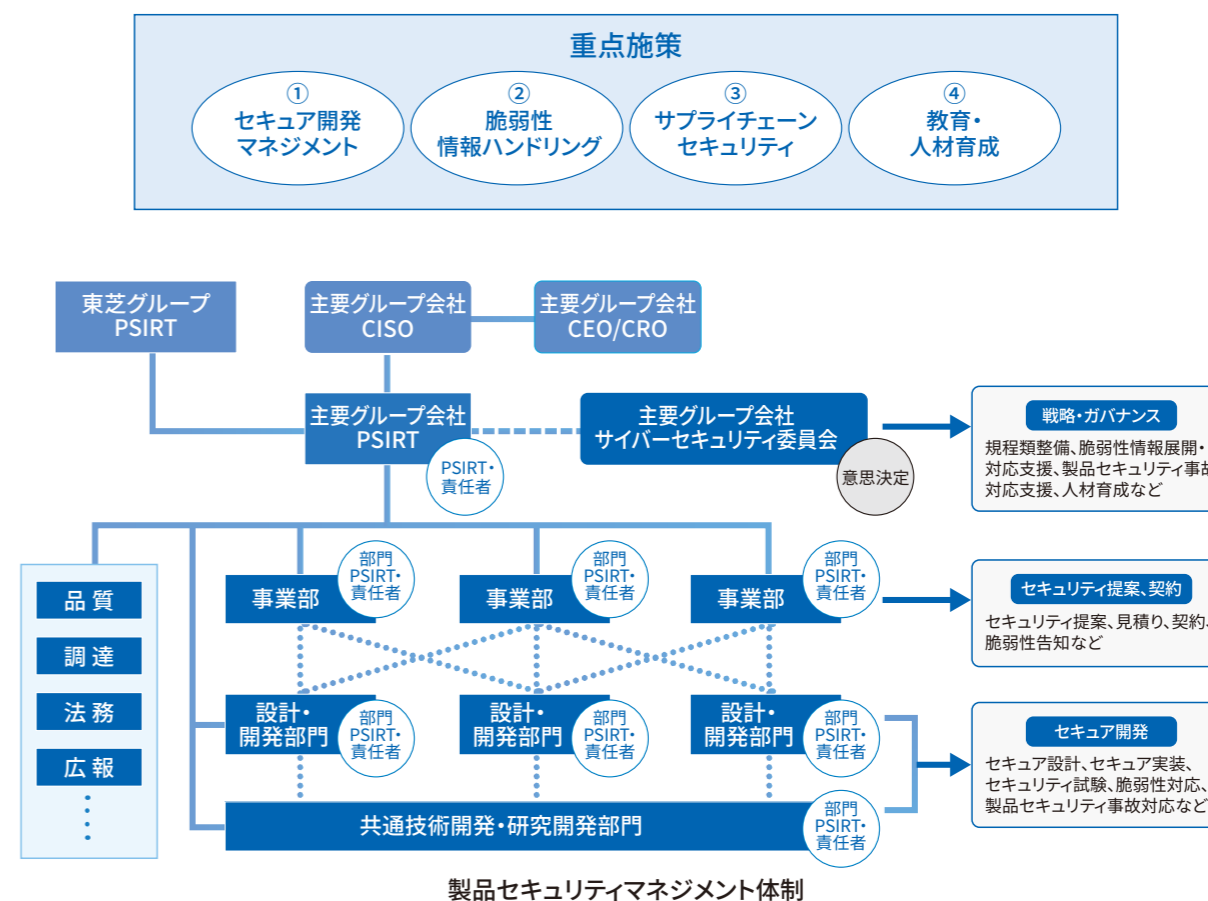 重点施策
①
セキュア開発
マネジメント
②
脆弱性
情報ハンドリング
③
サプライチェーン
セキュリティ
④
教育・
人材育成
東芝グループ
PSIRT
主要グループ会社
CISO
主要グループ会社
CEO/CRO
主要グループ会社
PSIRT
PSIRT・
責任者
主要グループ会社
サイバーセキュリティ委員会
意思決定
戦略・ガバナンス
規程類整備、脆弱性情報展開・
対応支援、製品セキュリティ事故
対応支援、人材育成など
品質
調達
法務
広報
事業部
部門
PSIRT・
責任者
事業部
部門
PSIRT・
責任者
事業部
部門
PSIRT・
責任者
セキュリティ提案、契約
セキュリティ提案、見積り、契約、
脆弱性告知など
設計・
開発部門
部門
PSIRT・
責任者
設計・
開発部門
部門
PSIRT・
責任者
設計・
開発部門
部門
PSIRT・
責任者
セキュア開発
セキュア設計、セキュア実装、
セキュリティ試験、脆弱性対応、
製品セキュリティ事故対応など
共通技術開発・研究開発部門
部門
PSIRT・
責任者
製品セキュリティマネジメント体制